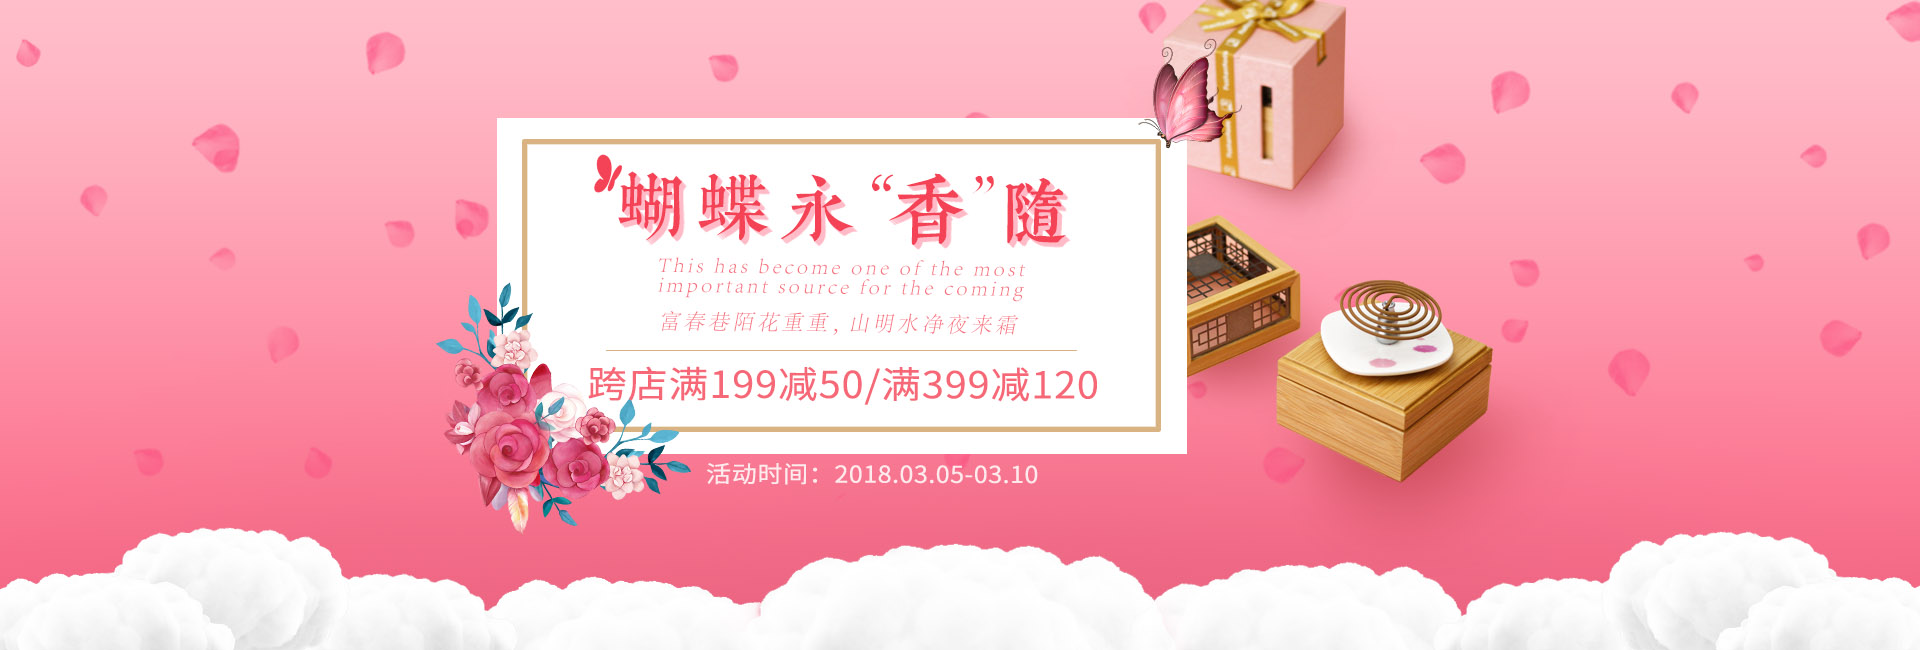 蝴蝶永“香”隨
This has become one of the most
important source for the coming
富春巷陌花重重，山明水净夜来霜
跨店满199减50/满399减120
活动时间：2018.03.05-03.10